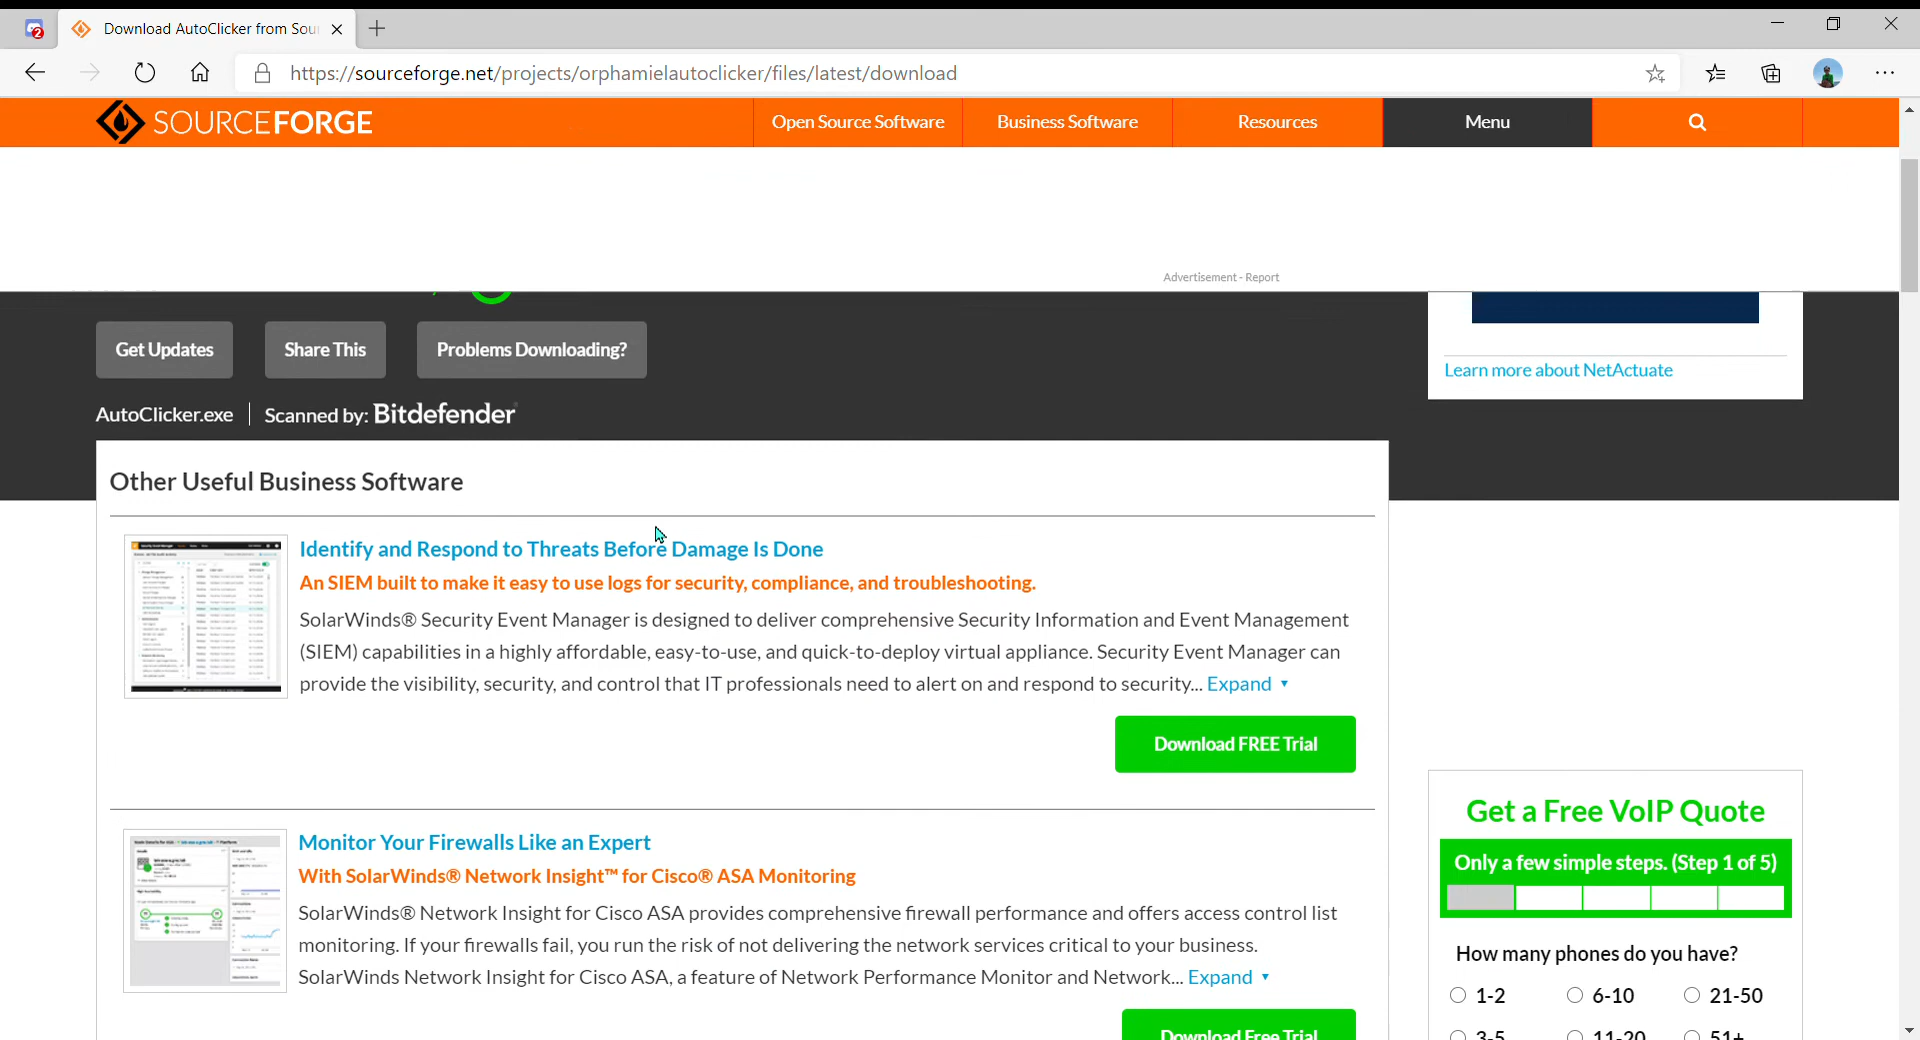 2
Download AutoClicker from Sou
https://sourceforge.net/projects/orphamielautoclicker/files/latest/download
SOURCEFORGE
Open Source Software
Business Software
Resources
Menu
Advertisement - Report
Get Updates
Share This
Problems Downloading?
Learn more about NetActuate
AutoClicker.exe
Scanned by: Bitdefender
Other Useful Business Software
Identify and Respond to Threats Before Damage Is Done
An SIEM built to make it easy to use logs for security, compliance, and troubleshooting.
SolarWinds® Security Event Manager is designed to deliver comprehensive Security Information and Event Management
(SIEM) capabilities in a highly affordable, easy-to-use, and quick-to-deploy virtual appliance. Security Event Manager can
provide the visibility, security, and control that IT professionals need to alert on and respond to security... Expand
Download FREE Trial
Monitor Your Firewalls Like an Expert
With SolarWinds® Network Insight™ for Cisco® ASA Monitoring
SolarWinds® Network Insight for Cisco ASA provides comprehensive firewall performance and offers access control list
monitoring. If your firewalls fail, you run the risk of not delivering the network services critical to your business.
SolarWinds Network Insight for Cisco ASA, a feature of Network Performance Monitor and Network... Expand
Download Free Trial
Get a Free VoIP Quote
Only a few simple steps. (Step 1 of 5)
How many phones do you have?
1-2
6-10
21-50
3-5
11-20
51+